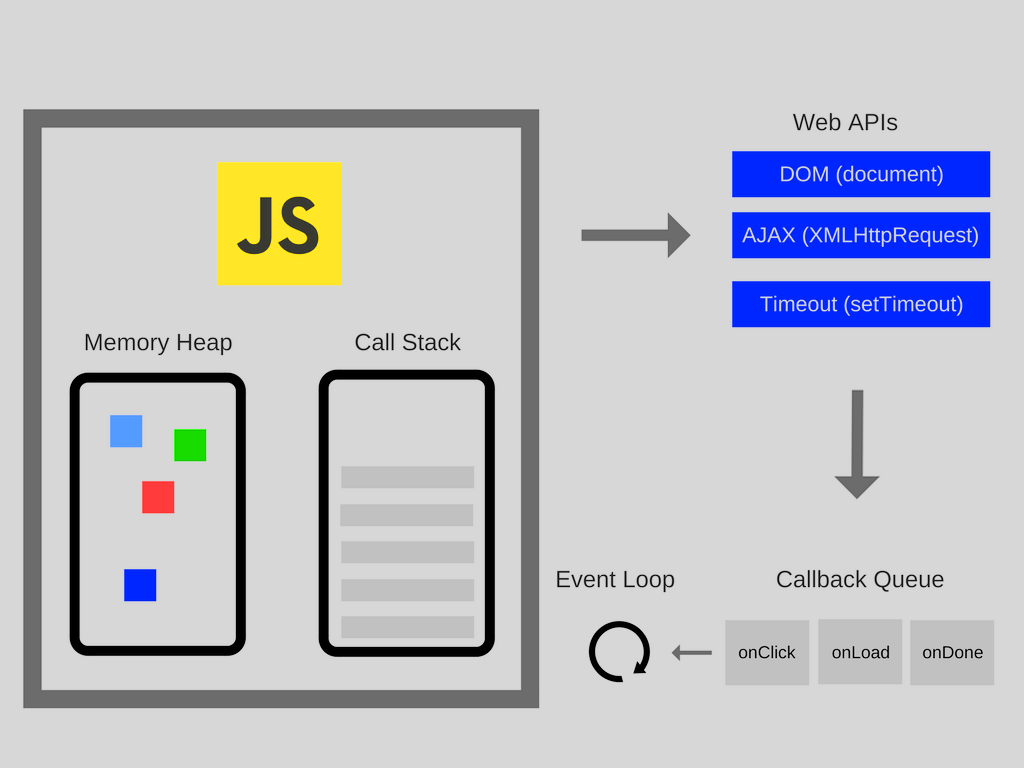 JS
Memory Heap
Call Stack
Web APIs
DOM (document)
AJAX (XMLHttpRequest)
Timeout (setTimeout)
Event Loop
Callback Queue
onClick
onLoad
onDone